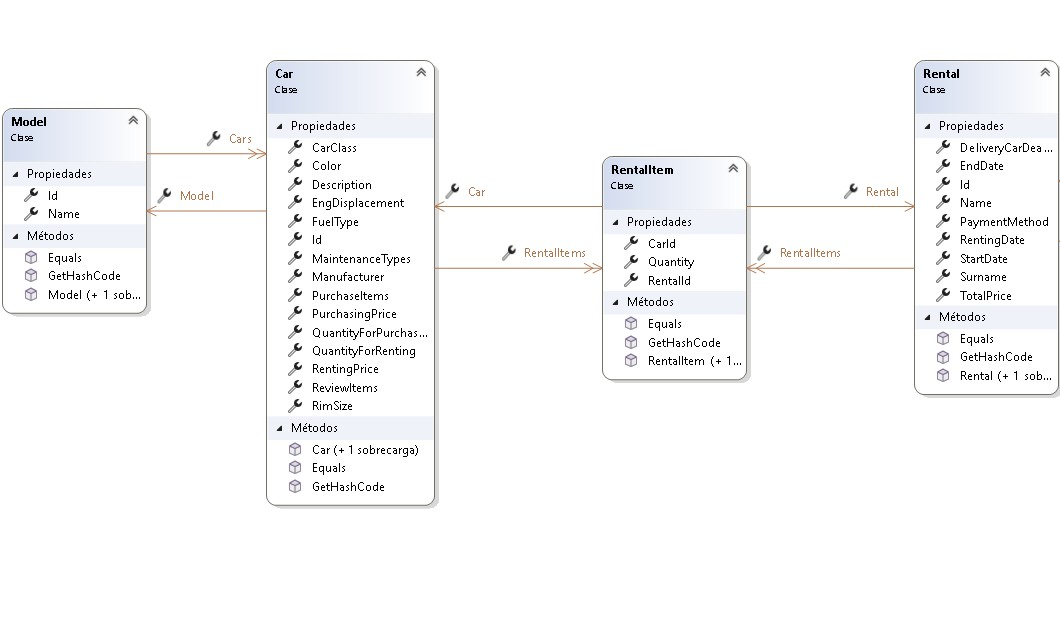 Model
Clase
Propiedades
Id
Name
Métodos
Equals
GetHashCode
Model (+ 1 sob...
Cars
Model
Car
Clase
Propiedades
CarClass
Color
Description
EngDisplacement
FuelType
Id
MaintenanceTypes
Manufacturer
PurchaseItems
PurchasingPrice
QuantityForPurchas...
QuantityForRenting
RentingPrice
ReviewItems
RimSize
Métodos
Car (+ 1 sobrecarga)
Equals
GetHashCode
Car
RentalItems
RentalItem
Clase
Propiedades
CarId
Quantity
RentalId
Métodos
Equals
GetHashCode
RentalItem (+ 1...
Rental
RentalItems
Rental
Clase
Propiedades
DeliveryCarDea ...
EndDate
Id
Name
PaymentMethod
RentingDate
StartDate
Surname
TotalPrice
Métodos
Equals
GetHashCode
Rental (+ 1 sob...